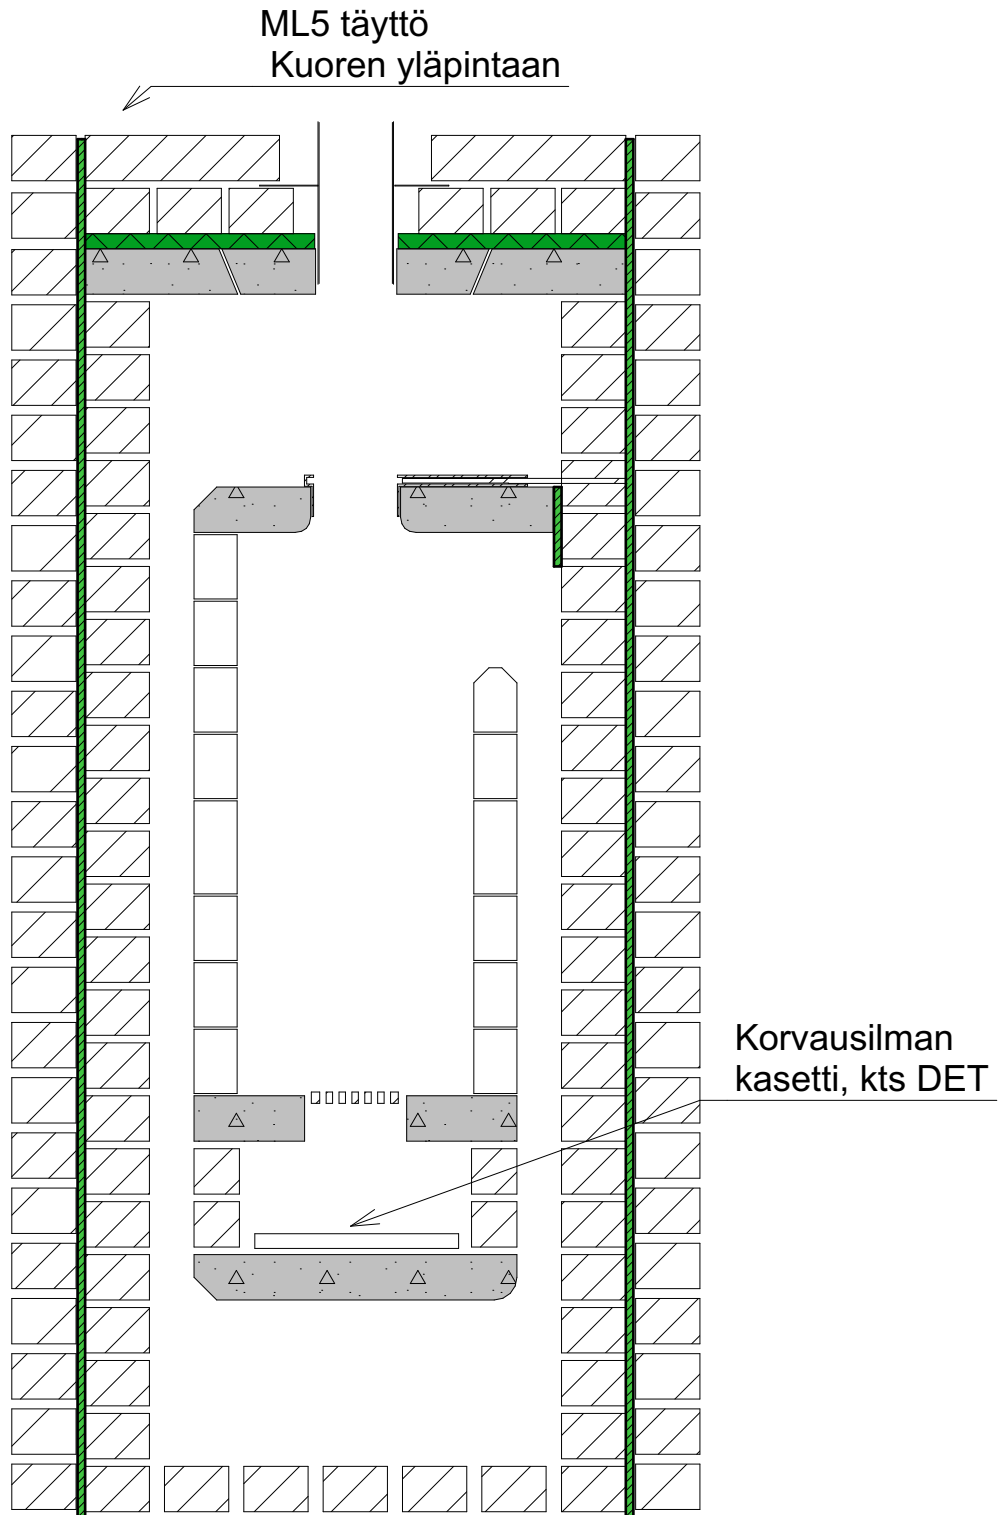 ML5 täyttö
Kuoren yläpintaan
Korvausilman
kasetti, kts DET